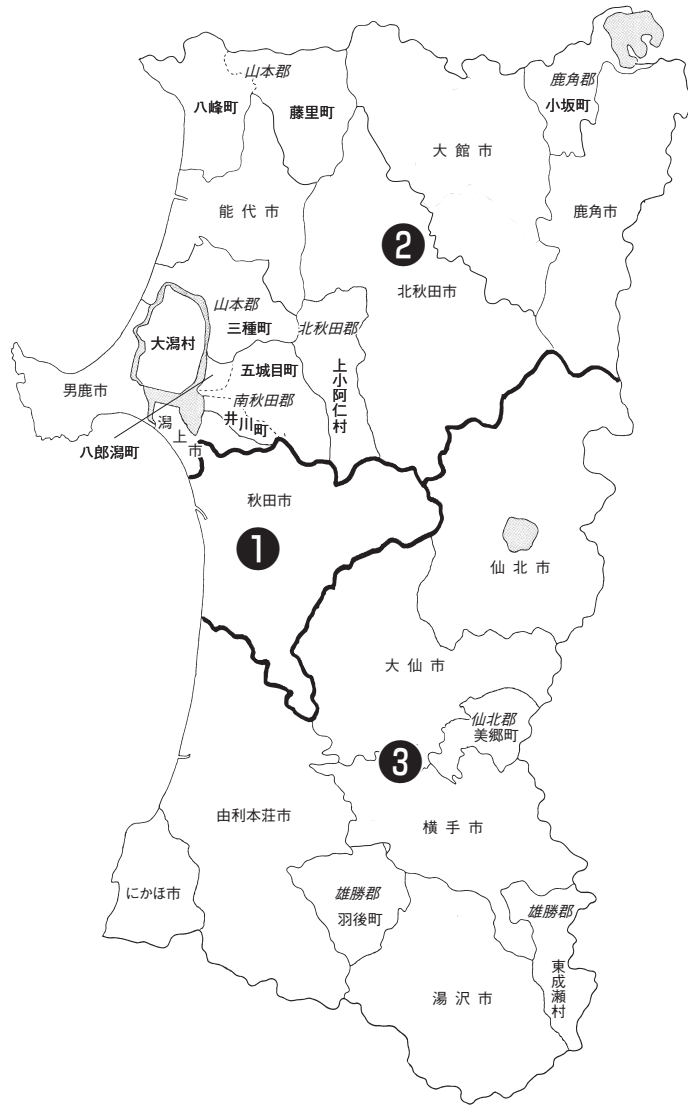 山本郡
八峰町
藤里町
鹿角郡
小坂町
大館市
能代市
鹿角市
❷
北秋田市
山本郡
三種町
北秋田郡
大潟村
五城目町
上小阿仁村
男鹿市
南秋田郡
井川町
潟上市
八郎潟町
秋田市
❶
仙北市
大仙市
仙北郡
美郷町
❸
由利本荘市
横手市
にかほ市
雄勝郡
羽後町
雄勝郡
東成瀬村
湯沢市